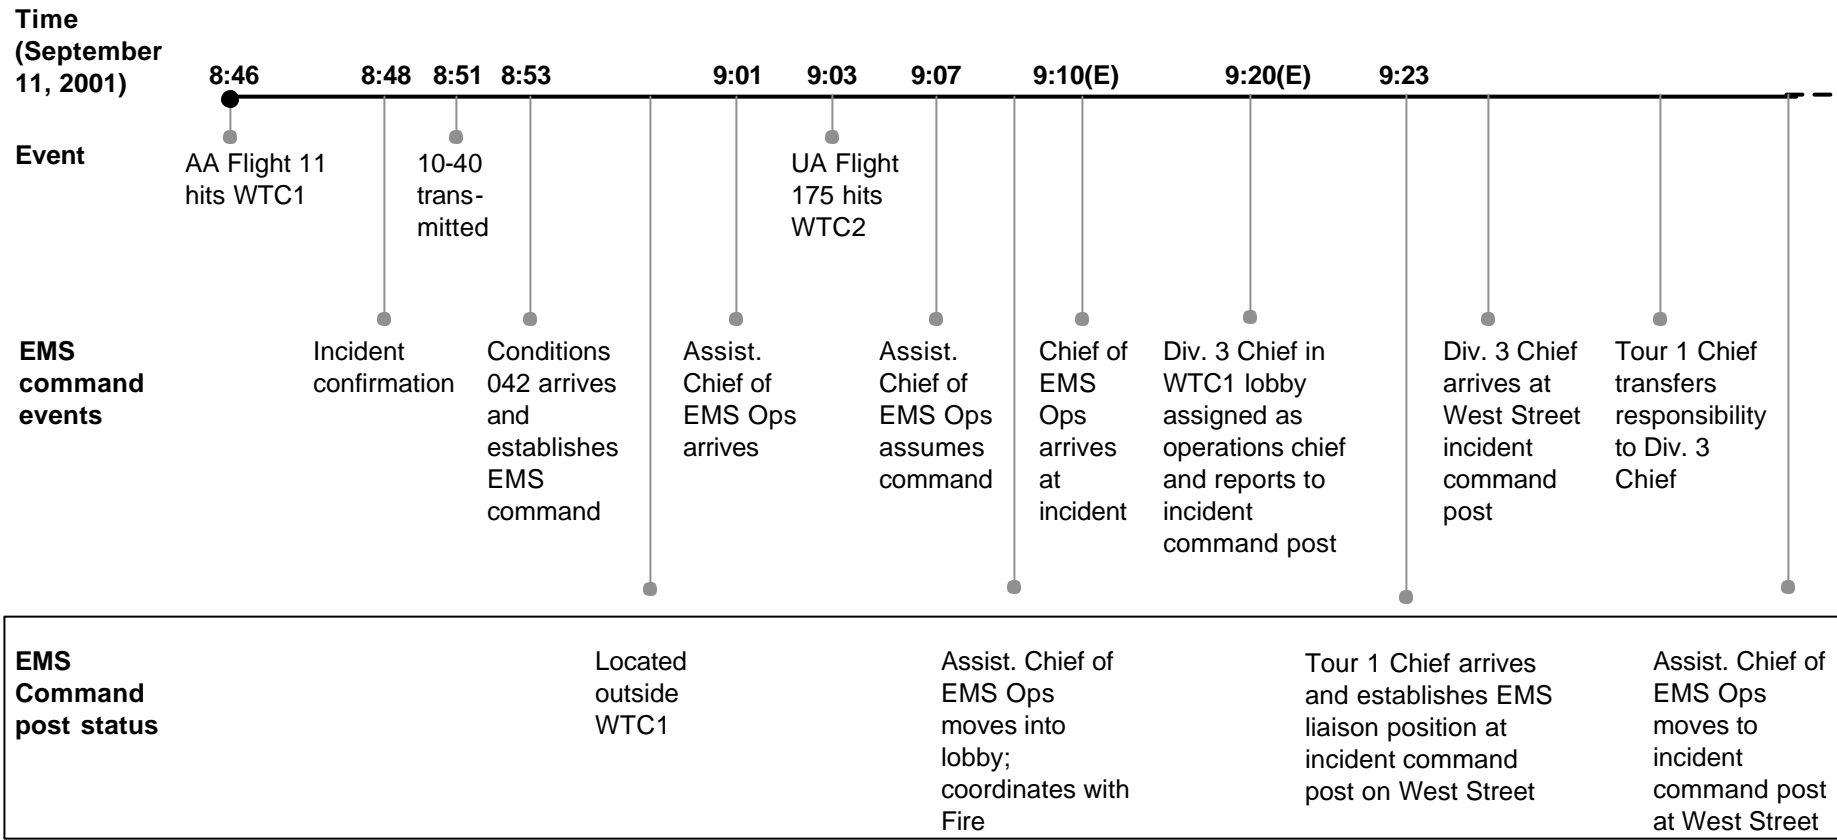 Time
(September
11, 2001)
8:46
8:48
8:51
8:53
9:01
9:03
9:07
9:10(E)
9:20(E)
9:23
Event
AA Flight 11
hits WTC1
10-40
trans-
mitted
UA Flight
175 hits
WTC2
EMS
command
events
Incident
confirmation
Conditions
042 arrives
and
establishes
EMS
command
Assist.
Chief of
EMS Ops
arrives
Assist.
Chief of
EMS Ops
assumes
command
Chief of
EMS
Ops
arrives
at
incident
Div. 3 Chief in
WTC1 lobby
assigned as
operations chief
and reports to
incident
command post
Div. 3 Chief
arrives at
West Street
incident
command
post
Tour 1 Chief
transfers
responsibility
to Div. 3
Chief
EMS
Command
post status
Located
outside
WTC1
Assist. Chief of
EMS Ops
moves into
lobby;
coordinates with
Fire
Tour 1 Chief arrives
and establishes EMS
liaison position at
incident command
post on West Street
Assist. Chief of
EMS Ops
moves to
incident
command post
at West Street